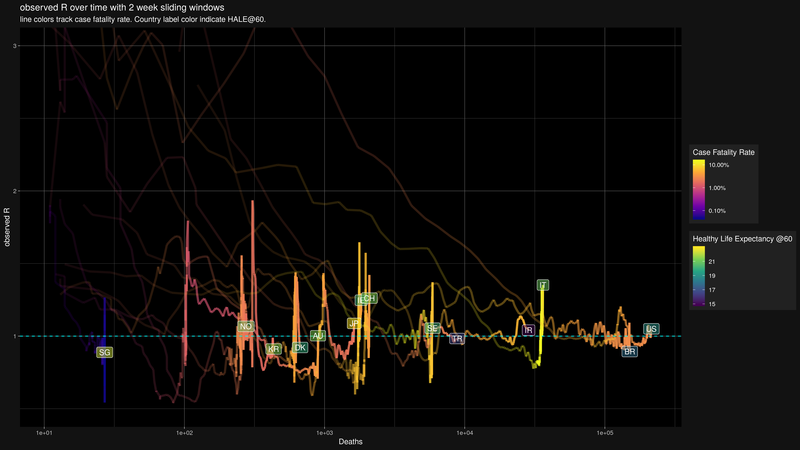 observed R over time with 2 week sliding windows
line colors track case fatality rate. Country label color indicate HALE@60.
3
2
1
observed R
SG
NO
KR
DK
AU
JP
CH
SE
TR
IR
IT
BR
US
1e+01
1e+02
1e+03
1e+04
1e+05
Deaths
Case Fatality Rate
10.00%
1.00%
0.10%
Healthy Life Expectancy @60
21
19
17
15